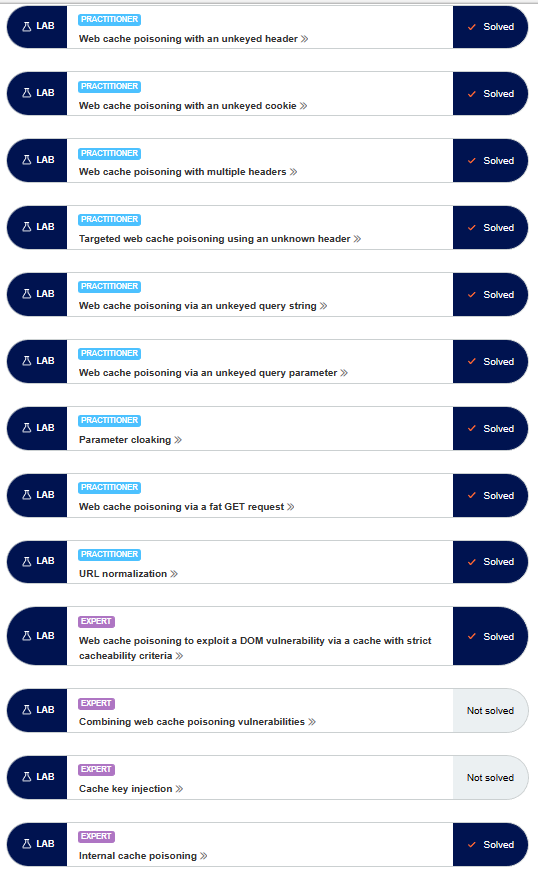 LAB
PRACTITIONER
Web cache poisoning with an unkeyed header »
Solved
LAB
PRACTITIONER
Web cache poisoning with an unkeyed cookie »
Solved
LAB
PRACTITIONER
Web cache poisoning with multiple headers »
Solved
LAB
PRACTITIONER
Targeted web cache poisoning using an unknown header »
Solved
LAB
PRACTITIONER
Web cache poisoning via an unkeyed query string »
Solved
LAB
PRACTITIONER
Web cache poisoning via an unkeyed query parameter »
Solved
LAB
PRACTITIONER
Parameter cloaking »
Solved
LAB
PRACTITIONER
Web cache poisoning via a fat GET request »
Solved
LAB
PRACTITIONER
URL normalization »
Solved
LAB
EXPERT
Web cache poisoning to exploit a DOM vulnerability via a cache with strict
cacheability criteria »
Solved
LAB
EXPERT
Combining web cache poisoning vulnerabilities »
Not solved
LAB
EXPERT
Cache key injection »
Not solved
LAB
EXPERT
Internal cache poisoning »
Solved